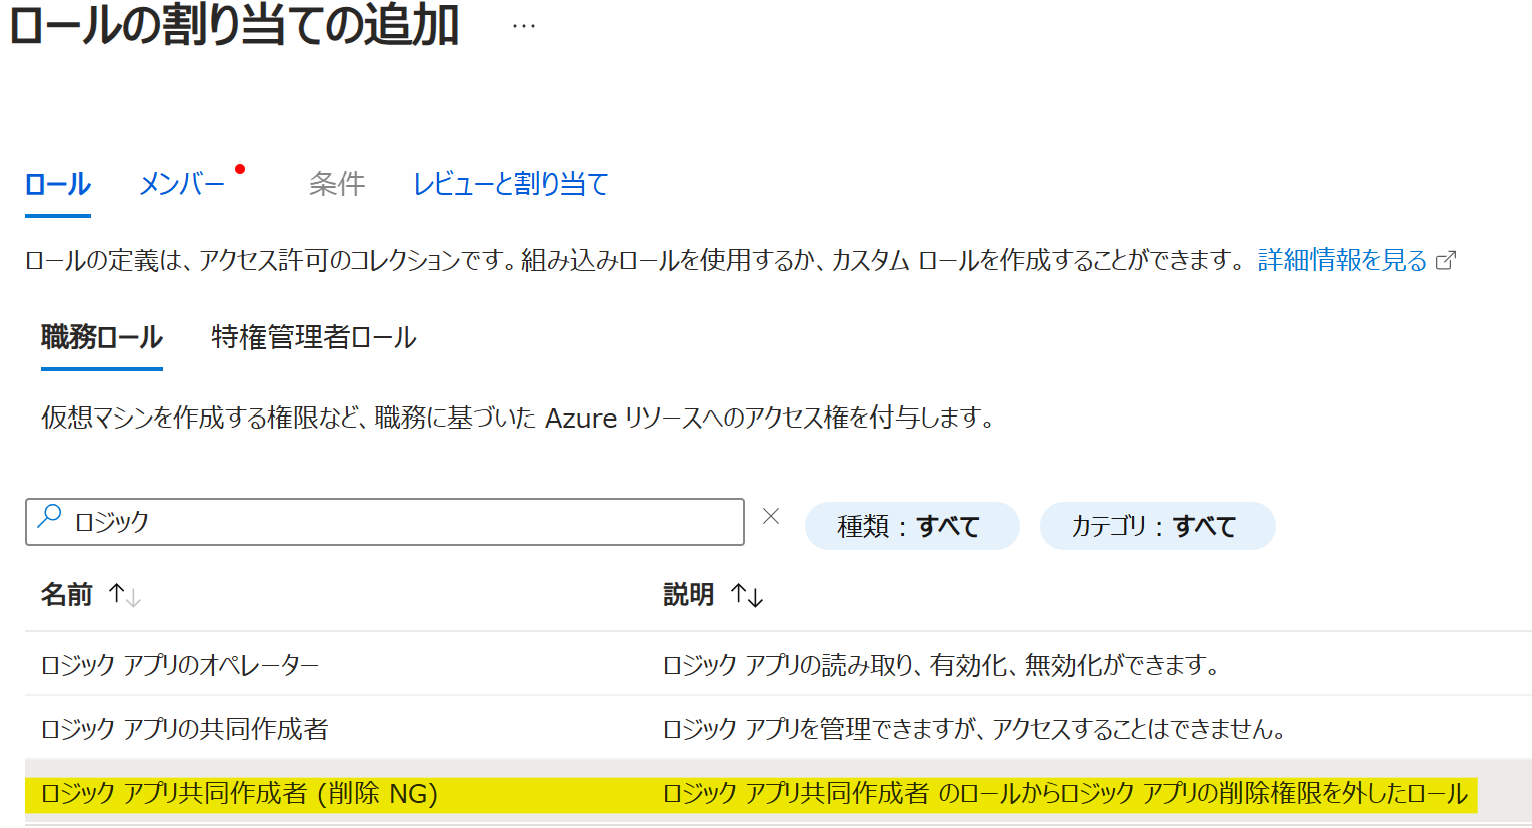 ロールの割り当ての追加 …
ロール メンバー 条件 レビューと割り当て
ロールの定義は、アクセス許可のコレクションです。組み込みロールを使用するか、カスタム ロールを作成することができます。 詳細情報を見る
職務ロール 特権管理者ロール
仮想マシンを作成する権限など、職務に基づいた Azure リソースへのアクセス権を付与します。
ロジック 種類 : すべて カテゴリ : すべて
名前 ↑↓ 説明 ↑↓
ロジック アプリのオペレーター ロジック アプリの読み取り、有効化、無効化ができます。
ロジック アプリの共同作成者 ロジック アプリを管理できますが、アクセスすることはできません。
ロジック アプリ共同作成者 (削除 NG) ロジック アプリ共同作成者 のロールからロジック アプリの削除権限を外したロール